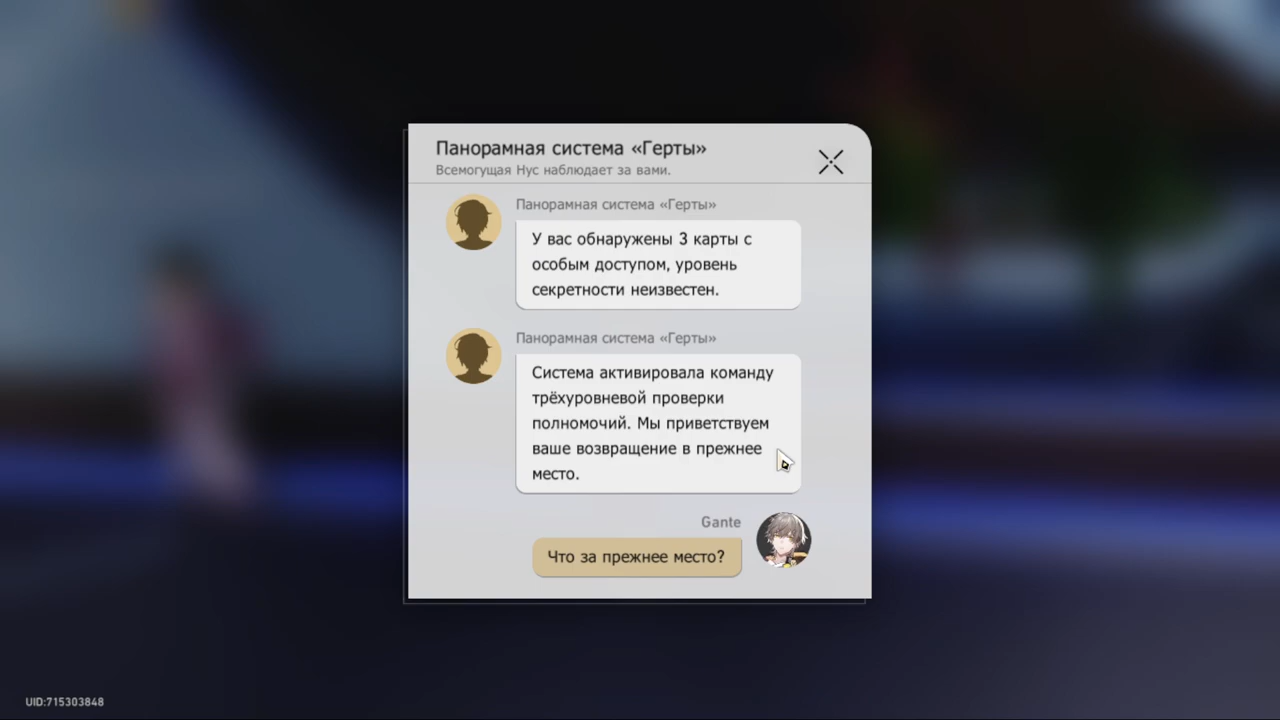 Панорамная система «Герты»
Всемогущая Нус наблюдает за вами.
Панорамная система «Герты»
У вас обнаружены 3 карты с
особым доступом, уровень
секретности неизвестен.
Панорамная система «Герты»
Система активировала команду
трёхуровневой проверки
полномочий. Мы приветствуем
ваше возвращение в прежнее
место.
Gante
Что за прежнее место?
UID:715303848